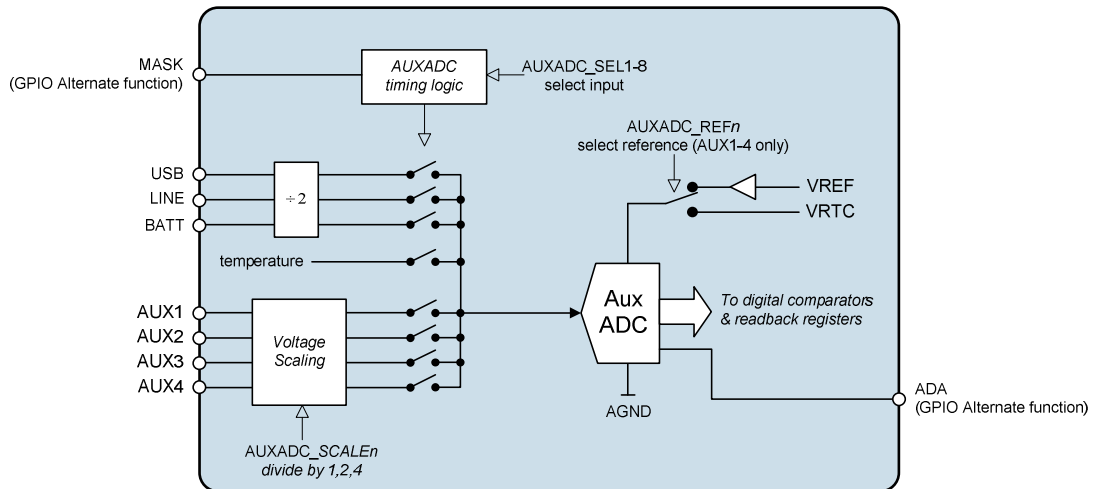 MASK
(GPIO Alternate function)
AUXADC
timing logic
AUXADC_SEL1-8
select input
AUXADC_REFn
select reference (AUX1-4 only)
USB
LINE
BATT
÷2
VREF
VRTC
temperature
AUX1
AUX2
AUX3
AUX4
Voltage
Scaling
Aux
ADC
To digital comparators
& readback registers
AGND
ADA
(GPIO Alternate function)
AUXADC_SCALEn
divide by 1,2,4